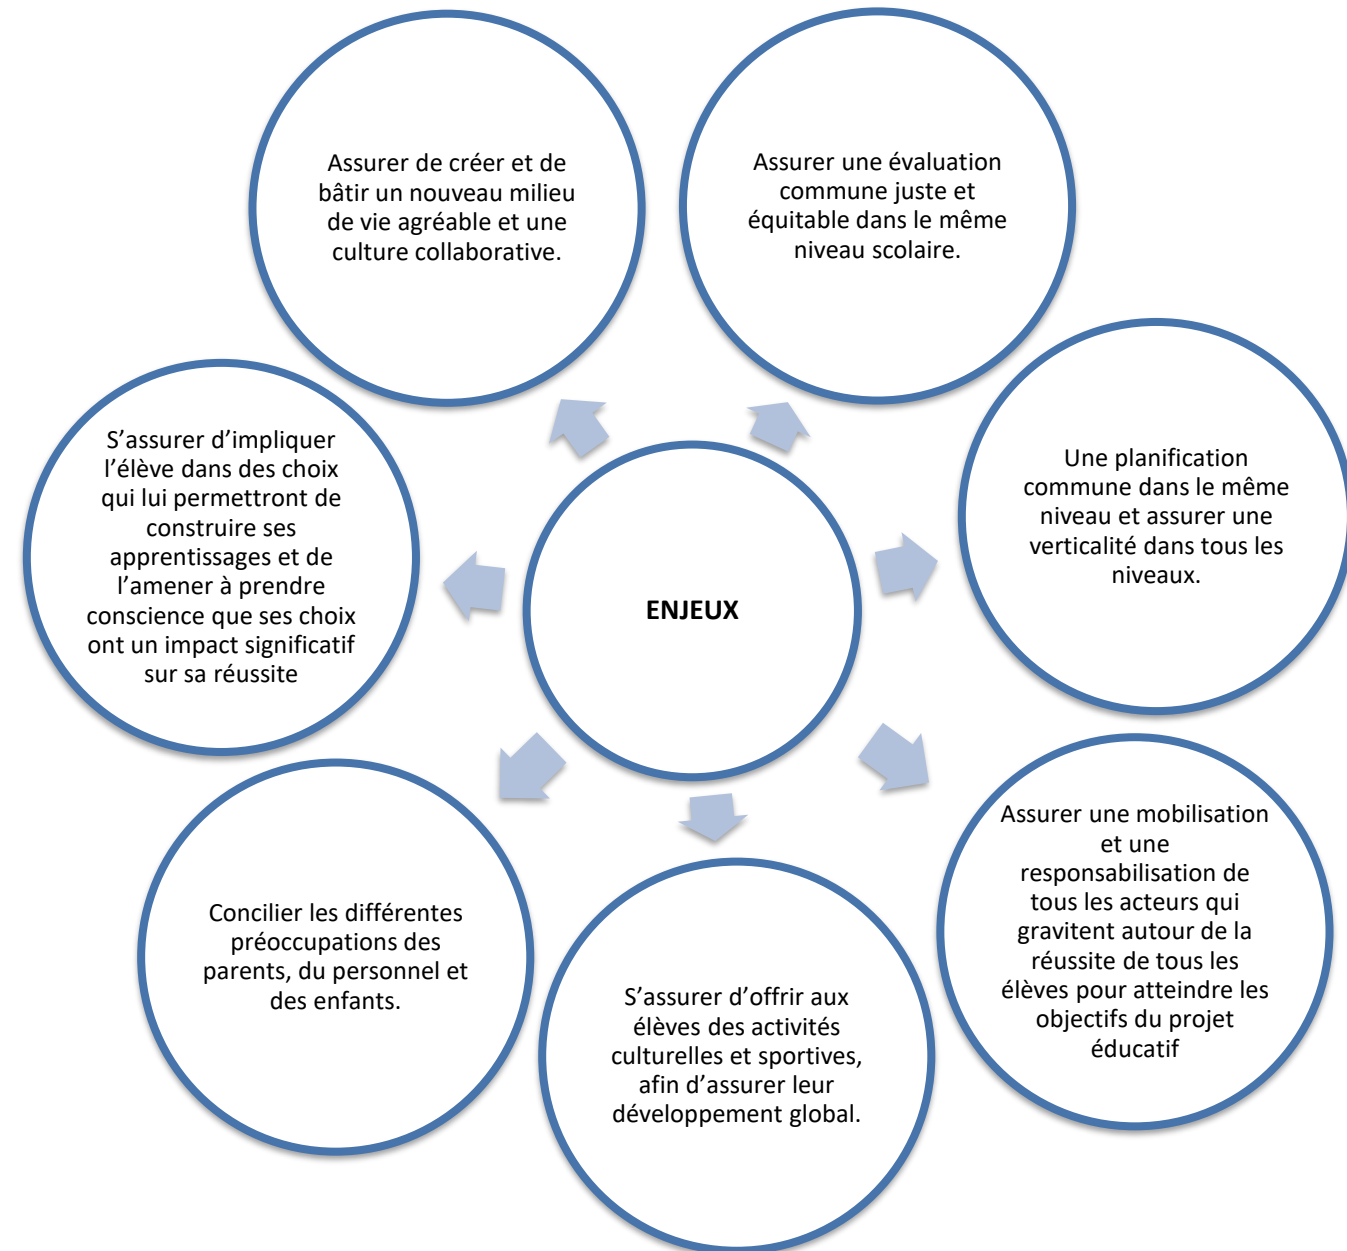 Assurer de créer et de
bâtir un nouveau milieu
de vie agréable et une
culture collaborative.
Assurer une évaluation
commune juste et
équitable dans le même
niveau scolaire.
Une planification
commune dans le même
niveau et assurer une
verticalité dans tous les
niveaux.
S’assurer d’impliquer
l’élève dans des choix
qui lui permettront de
construire ses
apprentissages et de
l’amener à prendre
conscience que ses choix
ont un impact significatif
sur sa réussite
ENJEUX
Assurer une mobilisation
et une
responsabilisation de
tous les acteurs qui
gravitent autour de la
réussite de tous les
élèves pour atteindre les
objectifs du projet
éducatif
Concilier les différentes
préoccupations des
parents, du personnel et
des enfants.
S’assurer d’offrir aux
élèves des activités
culturelles et sportives,
afin d’assurer leur
développement global.